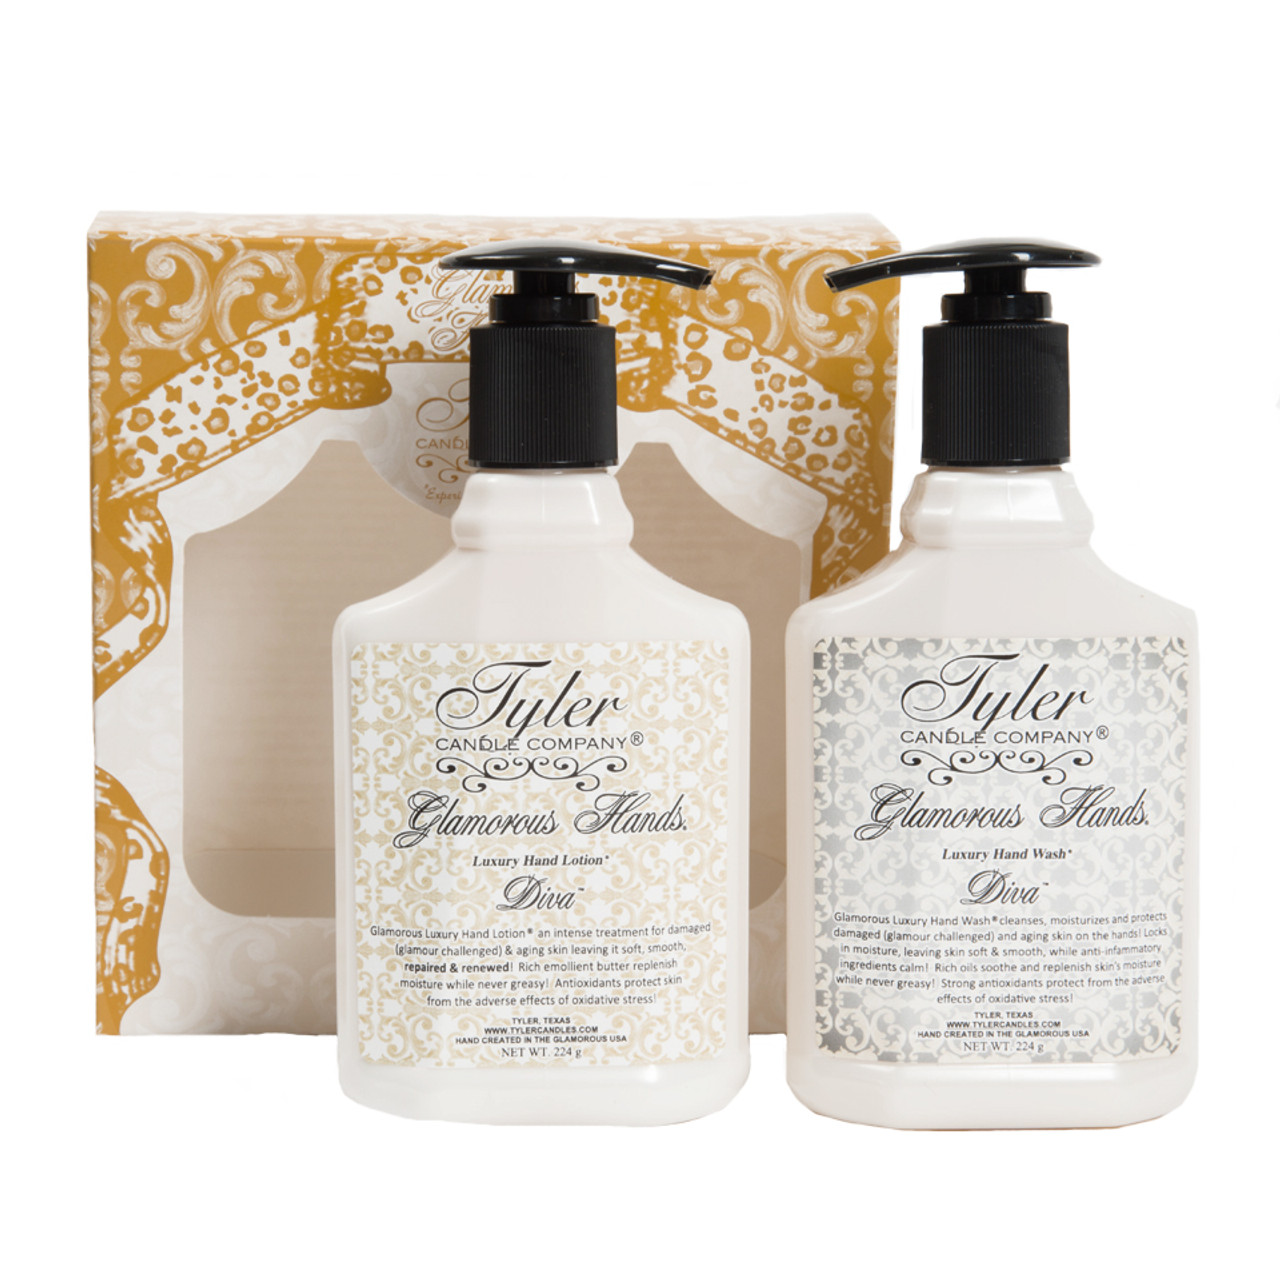 Glam
CAND
"Experi
Tyler
CANDLE COMPANY®
Glamorous Hands.
Luxury Hand Lotion*
Diva™
Glamorous Luxury Hand Lotion® an intense treatment for damaged
(glamour challenged) & aging skin leaving it soft, smooth,
repaired & renewed! Rich emollient butter replenish
moisture while never greasy! Antioxidants protect skin
from the adverse effects of oxidative stress!
TYLER, TEXAS
WWW.TYLERCANDLES.COM
HAND CREATED IN THE GLAMOROUS USA
NET WT. 224 g
Tyler
CANDLE COMPANY®
Glamorous Hands.
Luxury Hand Wash*
Diva™
Glamorous Luxury Hand Wash® cleanses, moisturizes and protects
damaged (glamour challenged) and aging skin on the hands! Locks
in moisture, leaving skin soft & smooth, while anti-inflammatory
ingredients calm! Rich oils soothe and replenish skin's moisture
while never greasy! Strong antioxidants protect from the adverse
effects of oxidative stress!
TYLER, TEXAS
WWW.TYLERCANDLES.COM
HAND CREATED IN THE GLAMOROUS USA
NET WT. 224 g